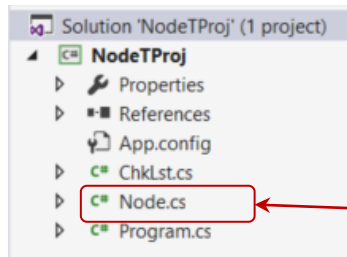 Solution 'NodeTProj' (1 project)
C# NodeTProj
Properties
References
App.config
C# ChkLst.cs
C# Node.cs
C# Program.cs